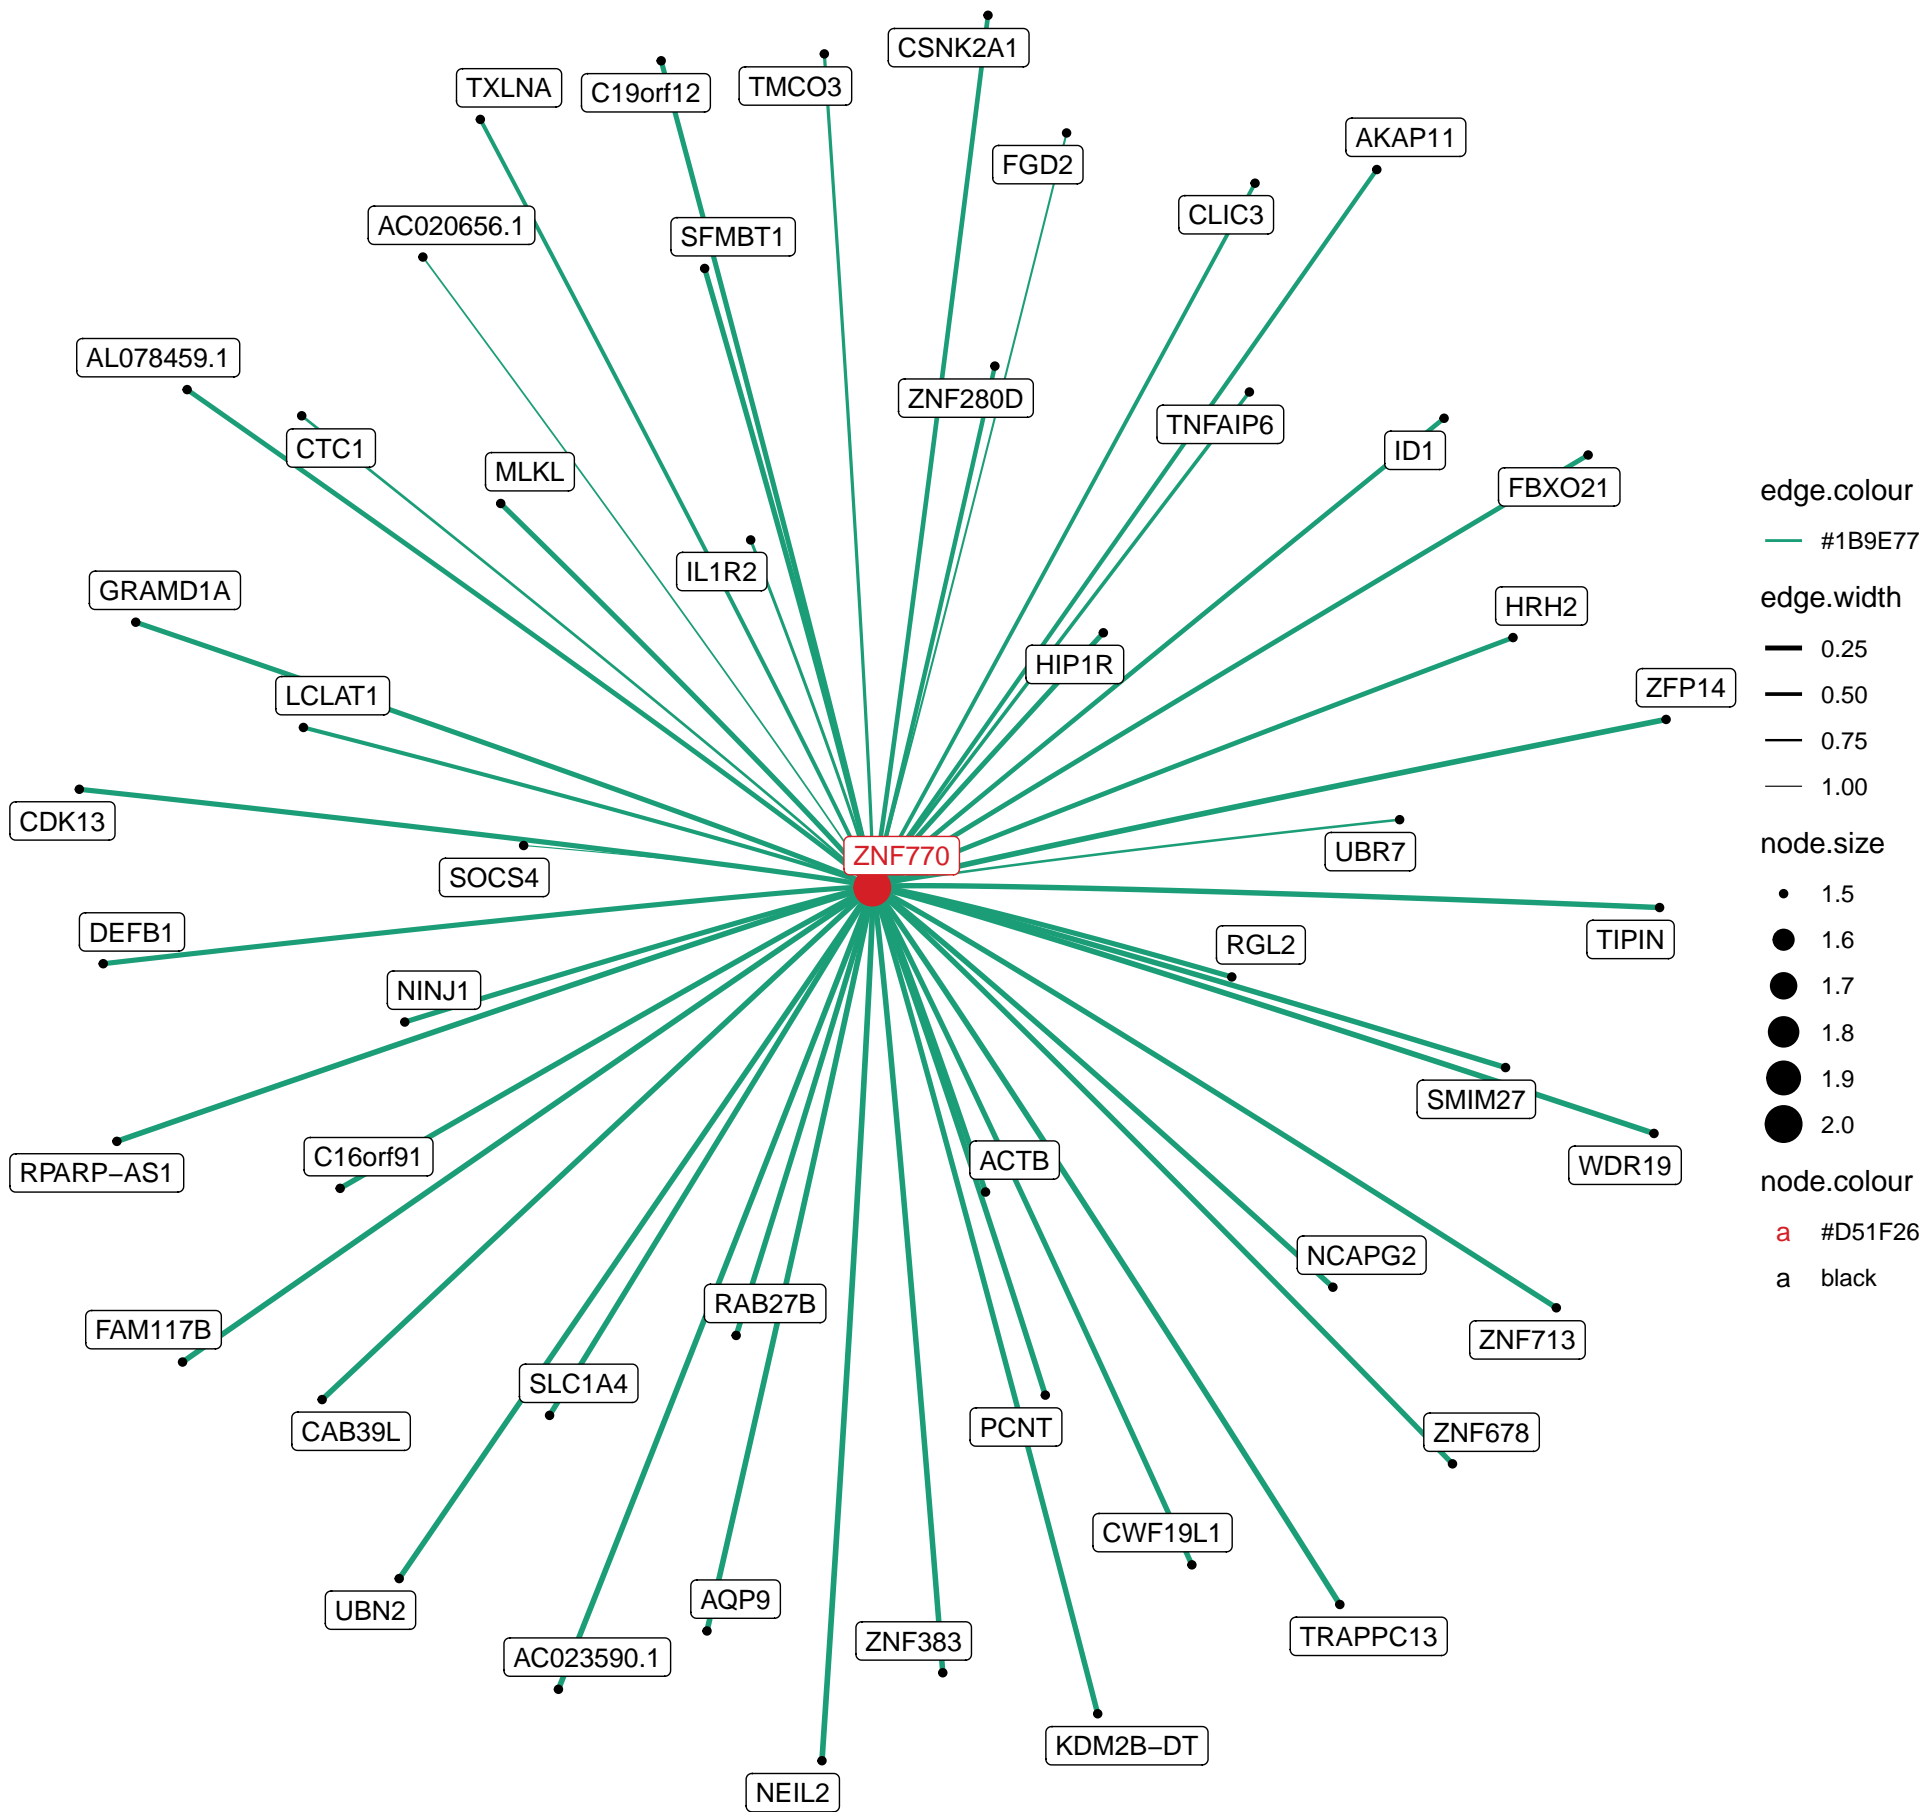 CSNK2A1
TXLNA
C19orf12
TMCO3
AKAP11
FGD2
CLIC3
AC020656.1
SFMBT1
AL078459.1
ZNF280D
TNFAIP6
CTC1
ID1
MLKL
FBXO21
IL1R2
GRAMD1A
HRH2
HIP1R
LCLAT1
ZFP14
CDK13
ZNF770
UBR7
SOCS4
DEFB1
RGL2
TIPIN
NINJ1
SMIM27
C16orf91
ACTB
RPARP−AS1
WDR19
NCAPG2
RAB27B
FAM117B
ZNF713
SLC1A4
PCNT
CAB39L
ZNF678
CWF19L1
AQP9
UBN2
TRAPPC13
ZNF383
AC023590.1
KDM2B−DT
NEIL2
edge.colour
#1B9E77
edge.width
0.25
0.50
0.75
1.00
node.size
1.5
1.6
1.7
1.8
1.9
2.0
node.colour
a #D51F26
a black